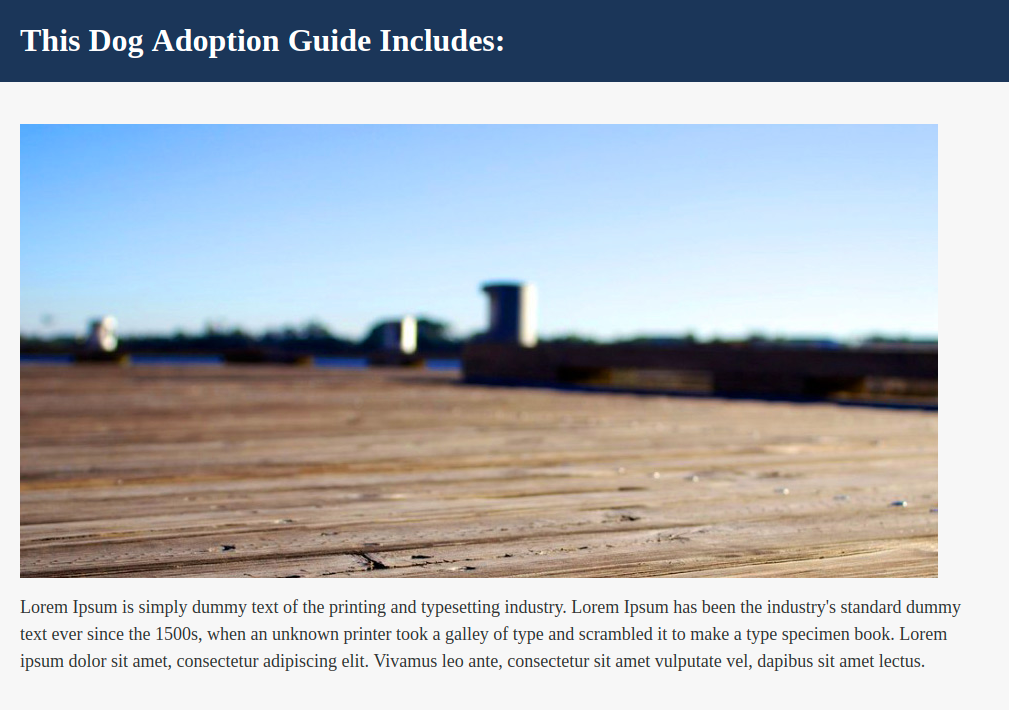 This Dog Adoption Guide Includes:
Lorem Ipsum is simply dummy text of the printing and typesetting industry. Lorem Ipsum has been the industry's standard dummy
text ever since the 1500s, when an unknown printer took a galley of type and scrambled it to make a type specimen book. Lorem
ipsum dolor sit amet, consectetur adipiscing elit. Vivamus leo ante, consectetur sit amet vulputate vel, dapibus sit amet lectus.